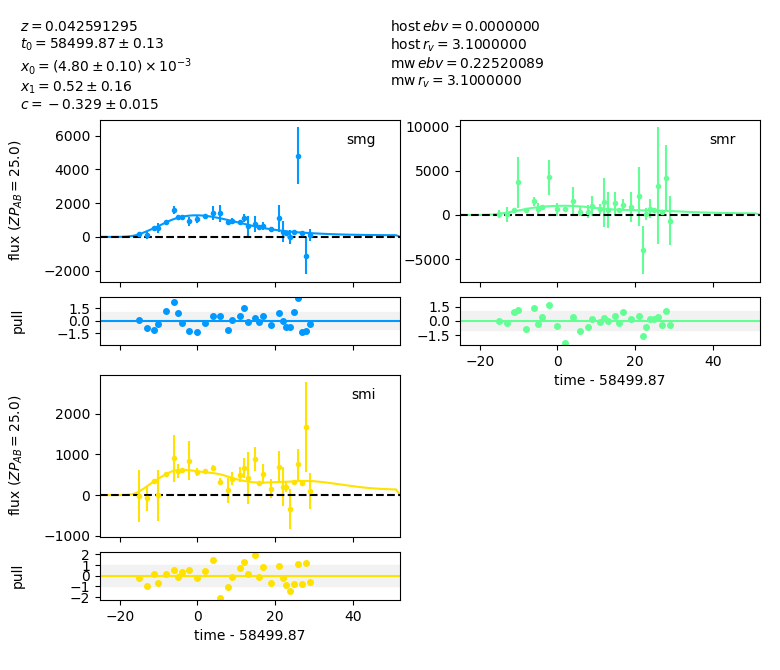 z = 0.042591295
t₀ = 58499.87 ± 0.13
x₀ = (4.80 ± 0.10) × 10⁻³
x₁ = 0.52 ± 0.16
c = −0.329 ± 0.015
host ebv = 0.0000000
host r_v = 3.1000000
mw ebv = 0.22520089
mw r_v = 3.1000000
smg
6000
4000
2000
0
−2000
flux (ZP_AB = 25.0)
smr
10000
5000
0
−5000
1.5
0.0
−1.5
pull
1.5
0.0
−1.5
−20 0 20 40
time - 58499.87
smi
2000
1000
0
−1000
flux (ZP_AB = 25.0)
2
1
0
−1
−2
pull
−20 0 20 40
time - 58499.87